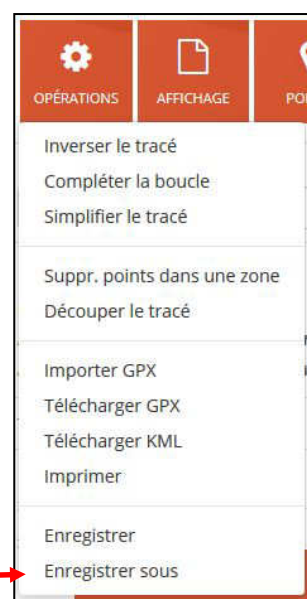 OPÉRATIONS AFFICHAGE
Inverser le tracé
Compléter la boucle
Simplifier le tracé
Suppr. points dans une zone
Découper le tracé
Importer GPX
Télécharger GPX
Télécharger KML
Imprimer
Enregistrer
Enregistrer sous